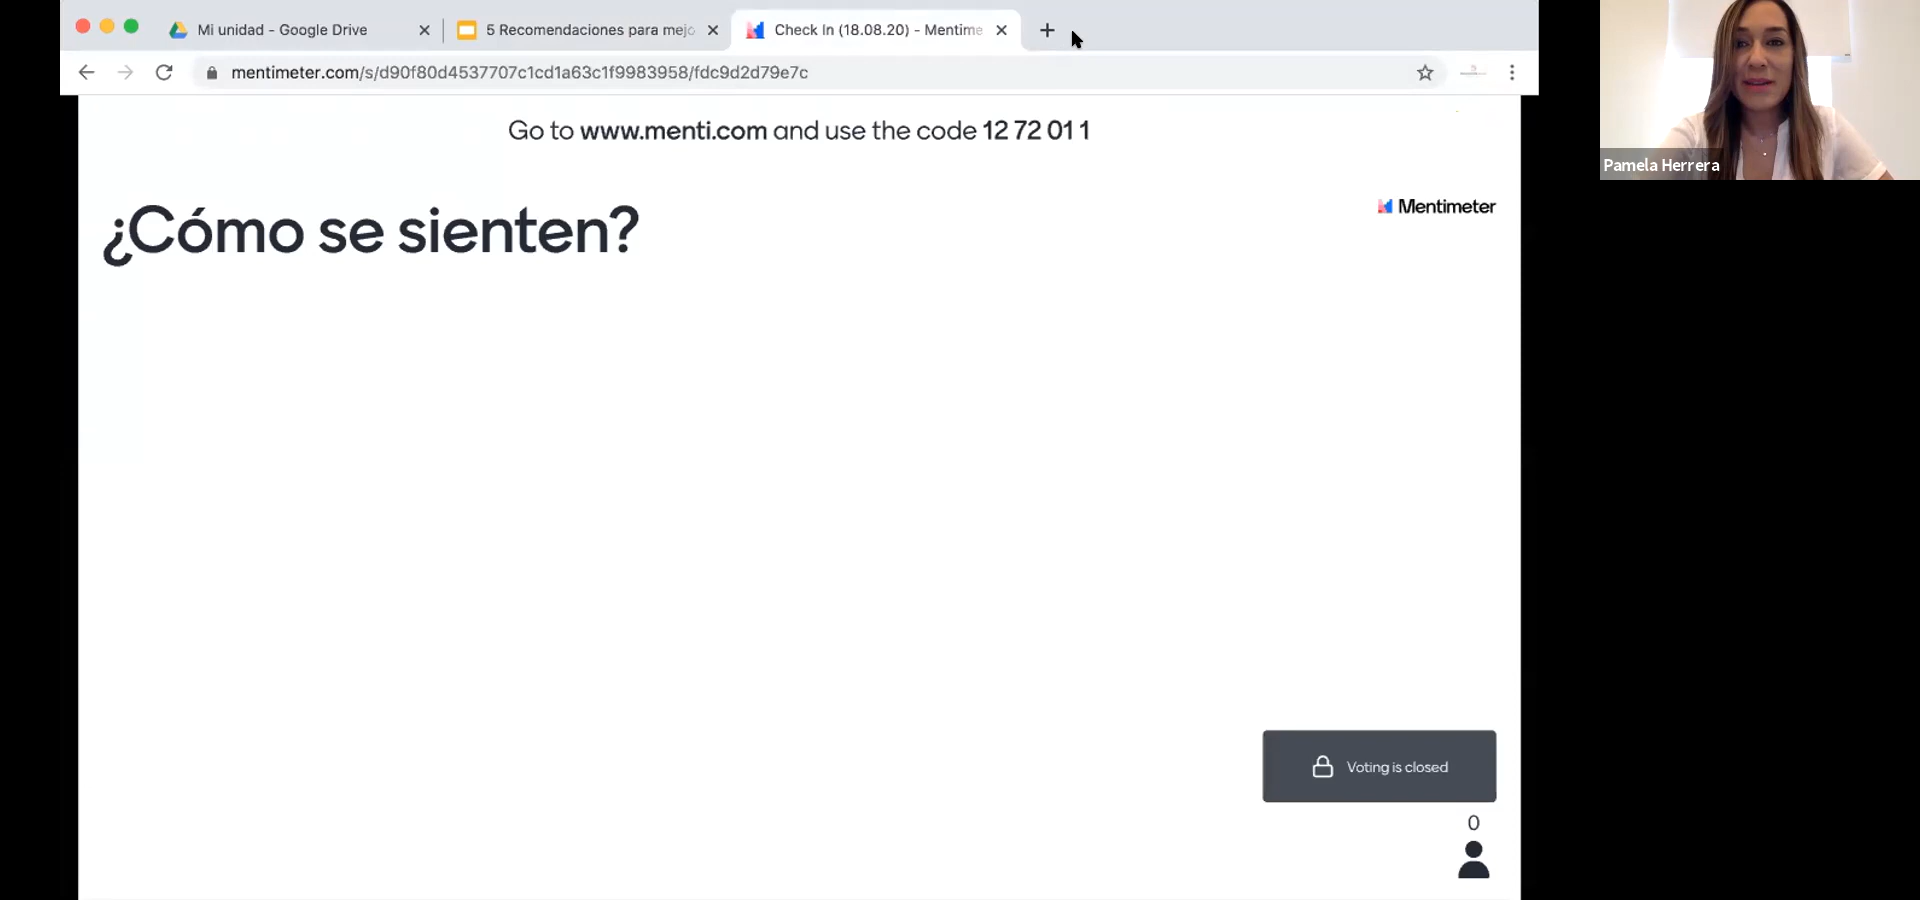 Mi unidad - Google Drive
5 Recomendaciones para mejo
Check In (18.08.20) - Mentime
mentimeter.com/s/d90f80d4537707c1cd1a63c1f9983958/fdc9d2d79e7c
Go to www.menti.com and use the code 12 72 01 1
¿Cómo se sienten?
Mentimeter
Voting is closed
0
Pamela Herrera